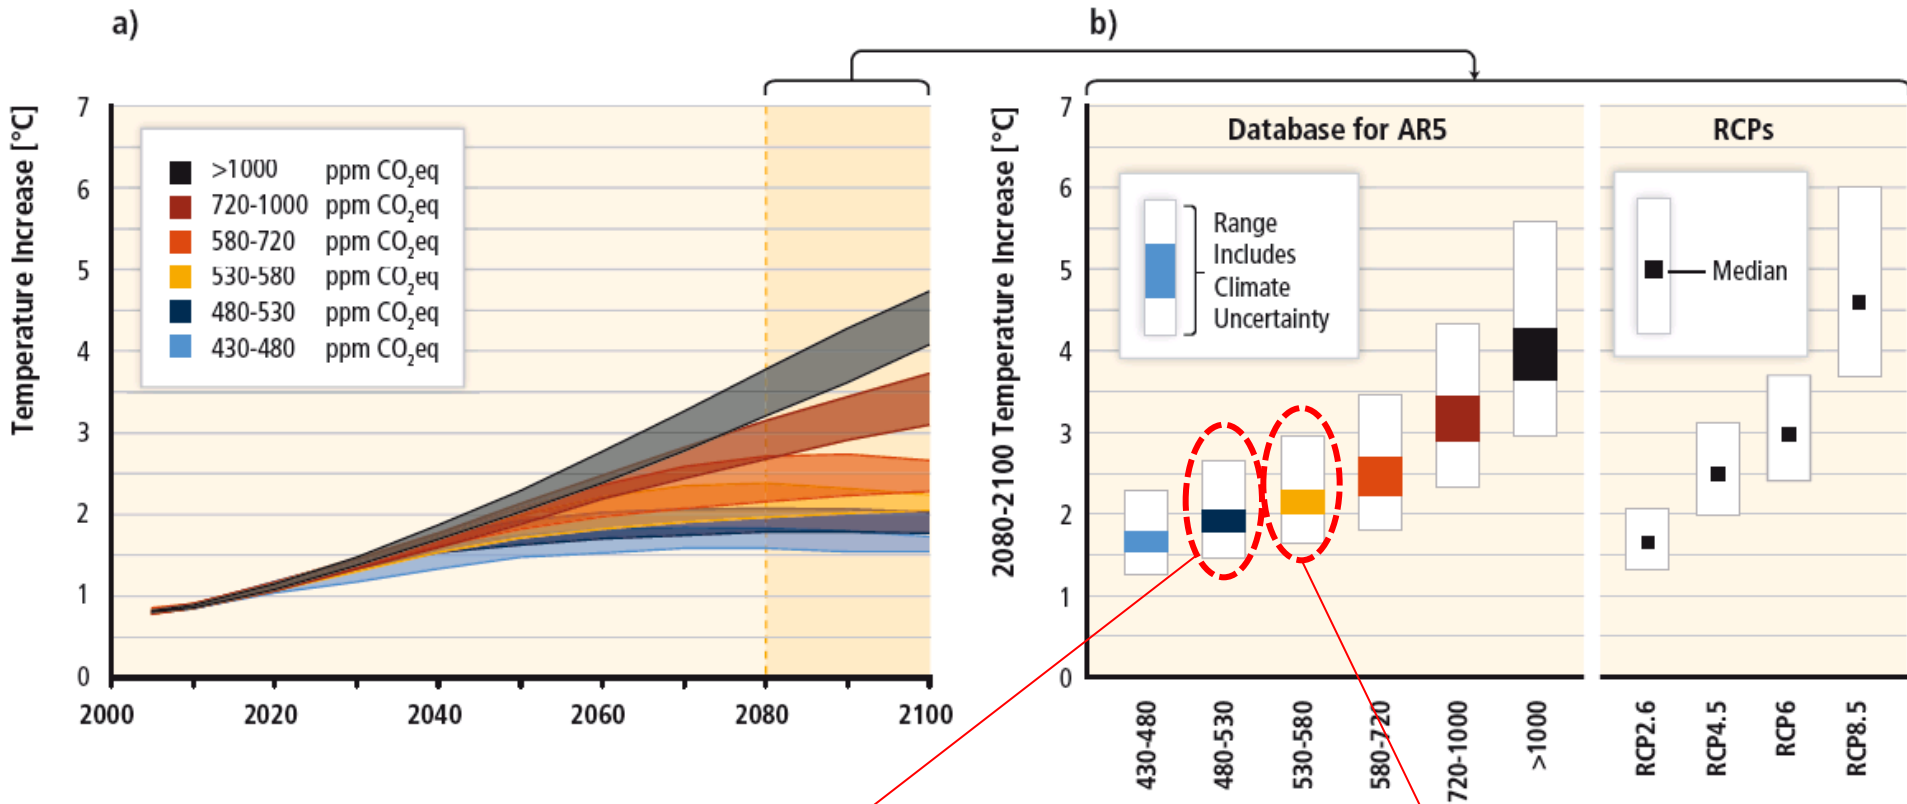 a)
Temperature Increase [°C]
7
6
5
4
3
2
1
0
>1000 ppm CO2eq
720-1000 ppm CO2eq
580-720 ppm CO2eq
530-580 ppm CO2eq
480-530 ppm CO2eq
430-480 ppm CO2eq
2000 2020 2040 2060 2080 2100
b)
2080-2100 Temperature Increase [°C]
7
6
5
4
3
2
1
0
Database for AR5
Range
Includes
Climate
Uncertainty
430-480
480-530
530-580
580-720
720-1000
>1000
RCPs
Median
RCP2.6
RCP4.5
RCP6
RCP8.5